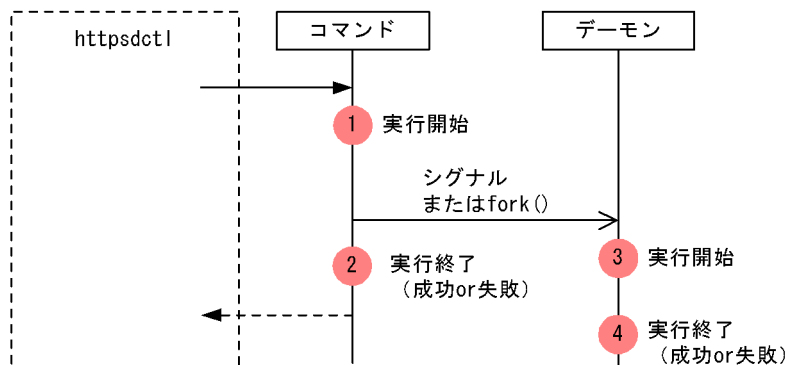 httpsdctl
コマンド
デーモン
1 実行開始
シグナル
またはfork()
2 実行終了
（成功or失敗）
3 実行開始
4 実行終了
（成功or失敗）